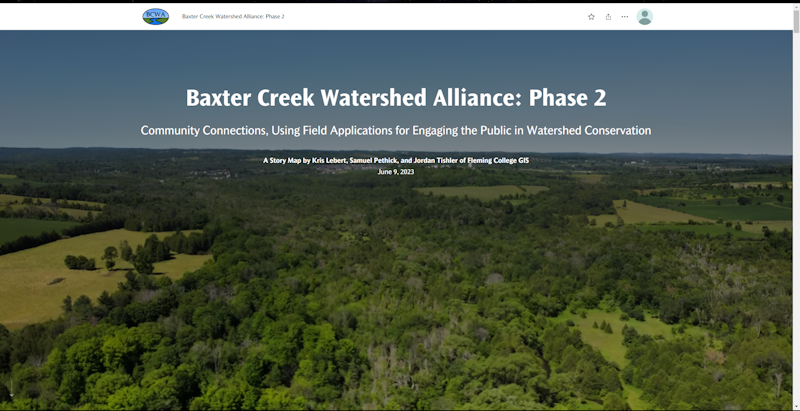 BCWA
Baxter Creek Watershed Alliance: Phase 2
Baxter Creek Watershed Alliance: Phase 2
Community Connections, Using Field Applications for Engaging the Public in Watershed Conservation
A Story Map by Kris Lebert, Samuel Pethick, and Jordan Tishler of Fleming College GIS
June 9, 2023